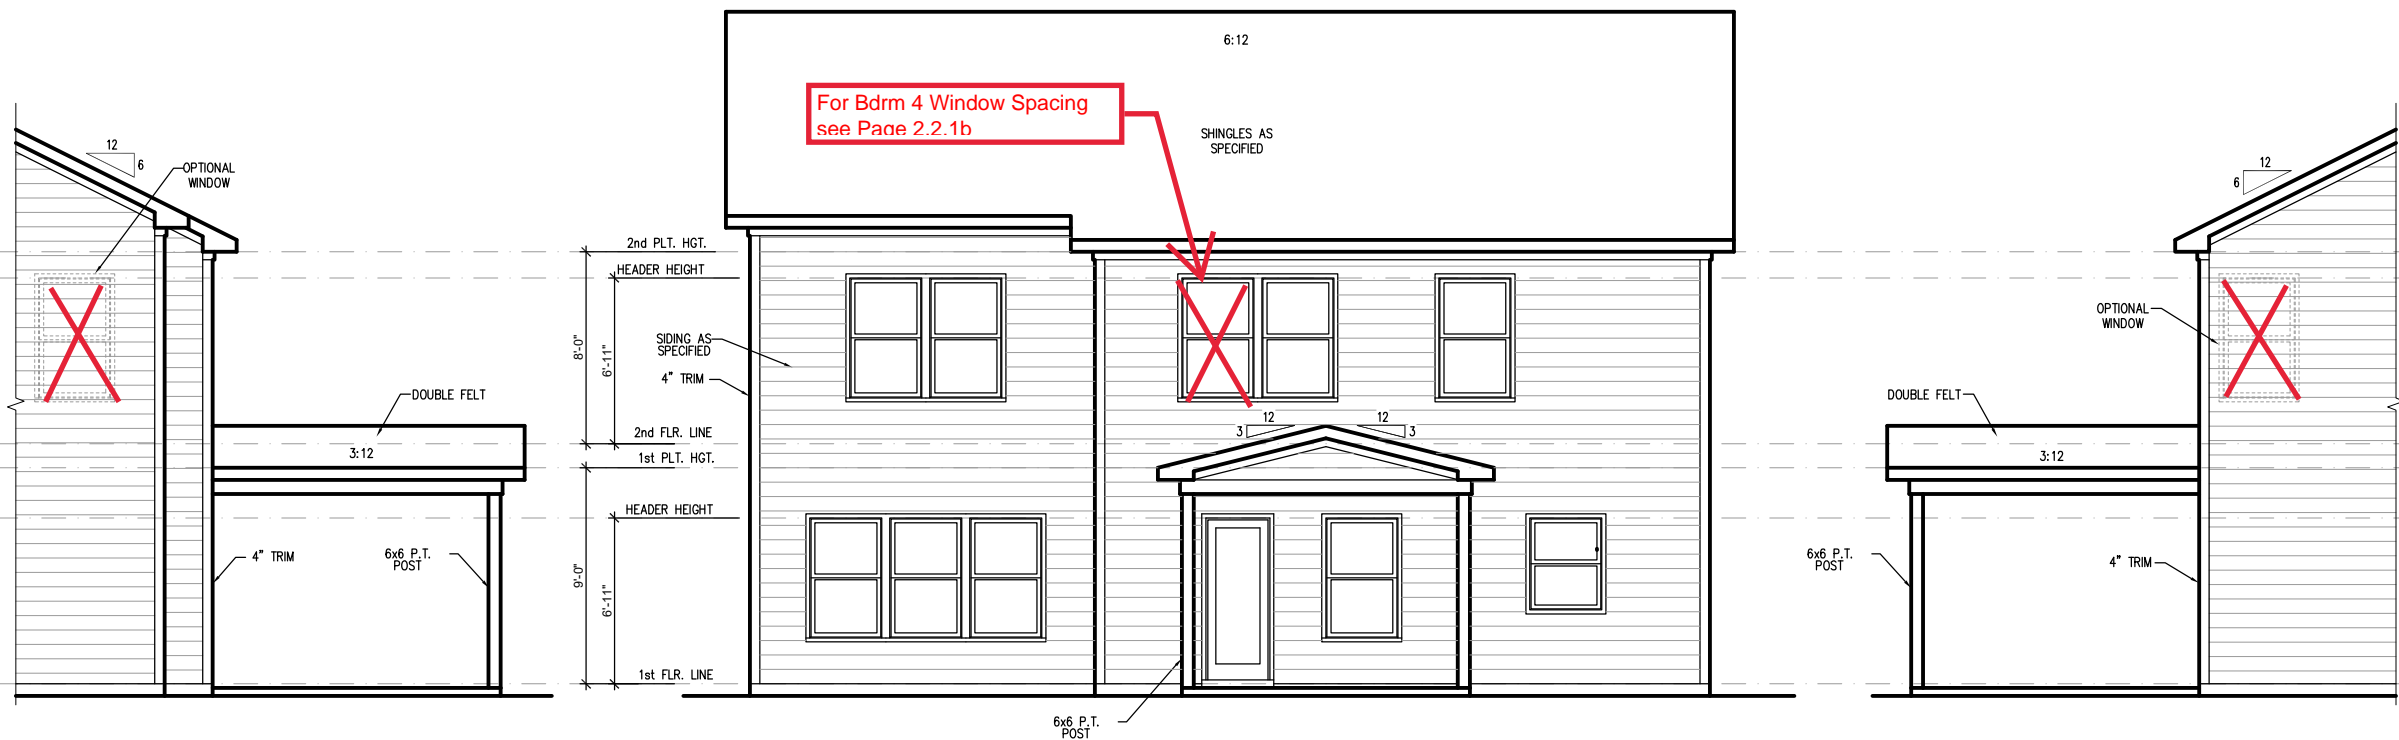 6:12
For Bdrm 4 Window Spacing
see Page 2.2.1b
SHINGLES AS
SPECIFIED
12
6
OPTIONAL
WINDOW
12
6
2nd PLT. HGT.
HEADER HEIGHT
OPTIONAL
WINDOW
SIDING AS
SPECIFIED
8'-0"
6'-11"
4" TRIM
DOUBLE FELT
DOUBLE FELT
12
3
12
3
2nd FLR. LINE
3:12
1st PLT. HGT.
3:12
HEADER HEIGHT
4" TRIM
6x6 P.T.
POST
9'-0"
6'-11"
6x6 P.T.
POST
4" TRIM
1st FLR. LINE
6x6 P.T.
POST